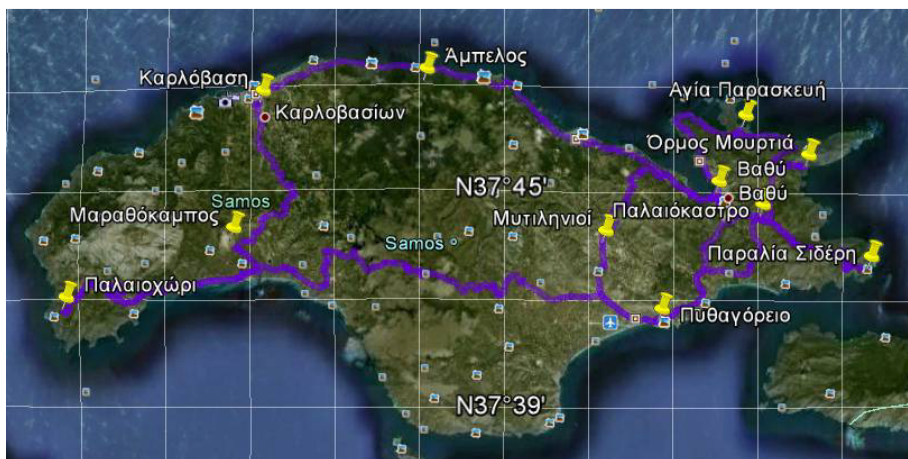 Άμπελος
Καρλόβαση
Αγία Παρασκευή
Καρλοβασίων
Όρμος Μουρτιά
Βαθύ
N37°45'
Βαθύ
Samos
Μαραθόκαμπος
Μυτιληνιοί
Παλαιόκαστρο
Samos
Παραλία Σιδέρη
Παλαιοχώρι
Πυθαγόρειο
N37°39'